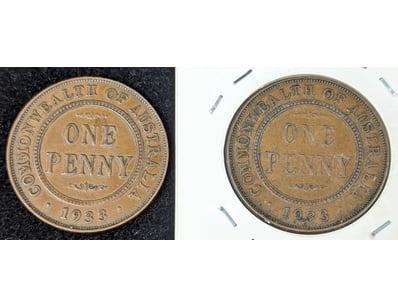 COMMONWEALTH OF AUSTRALIA
ONE
PENNY
· 1933 ·
COMMONWEALTH OF AUSTRALIA
ONE
PENNY
· 1933 ·